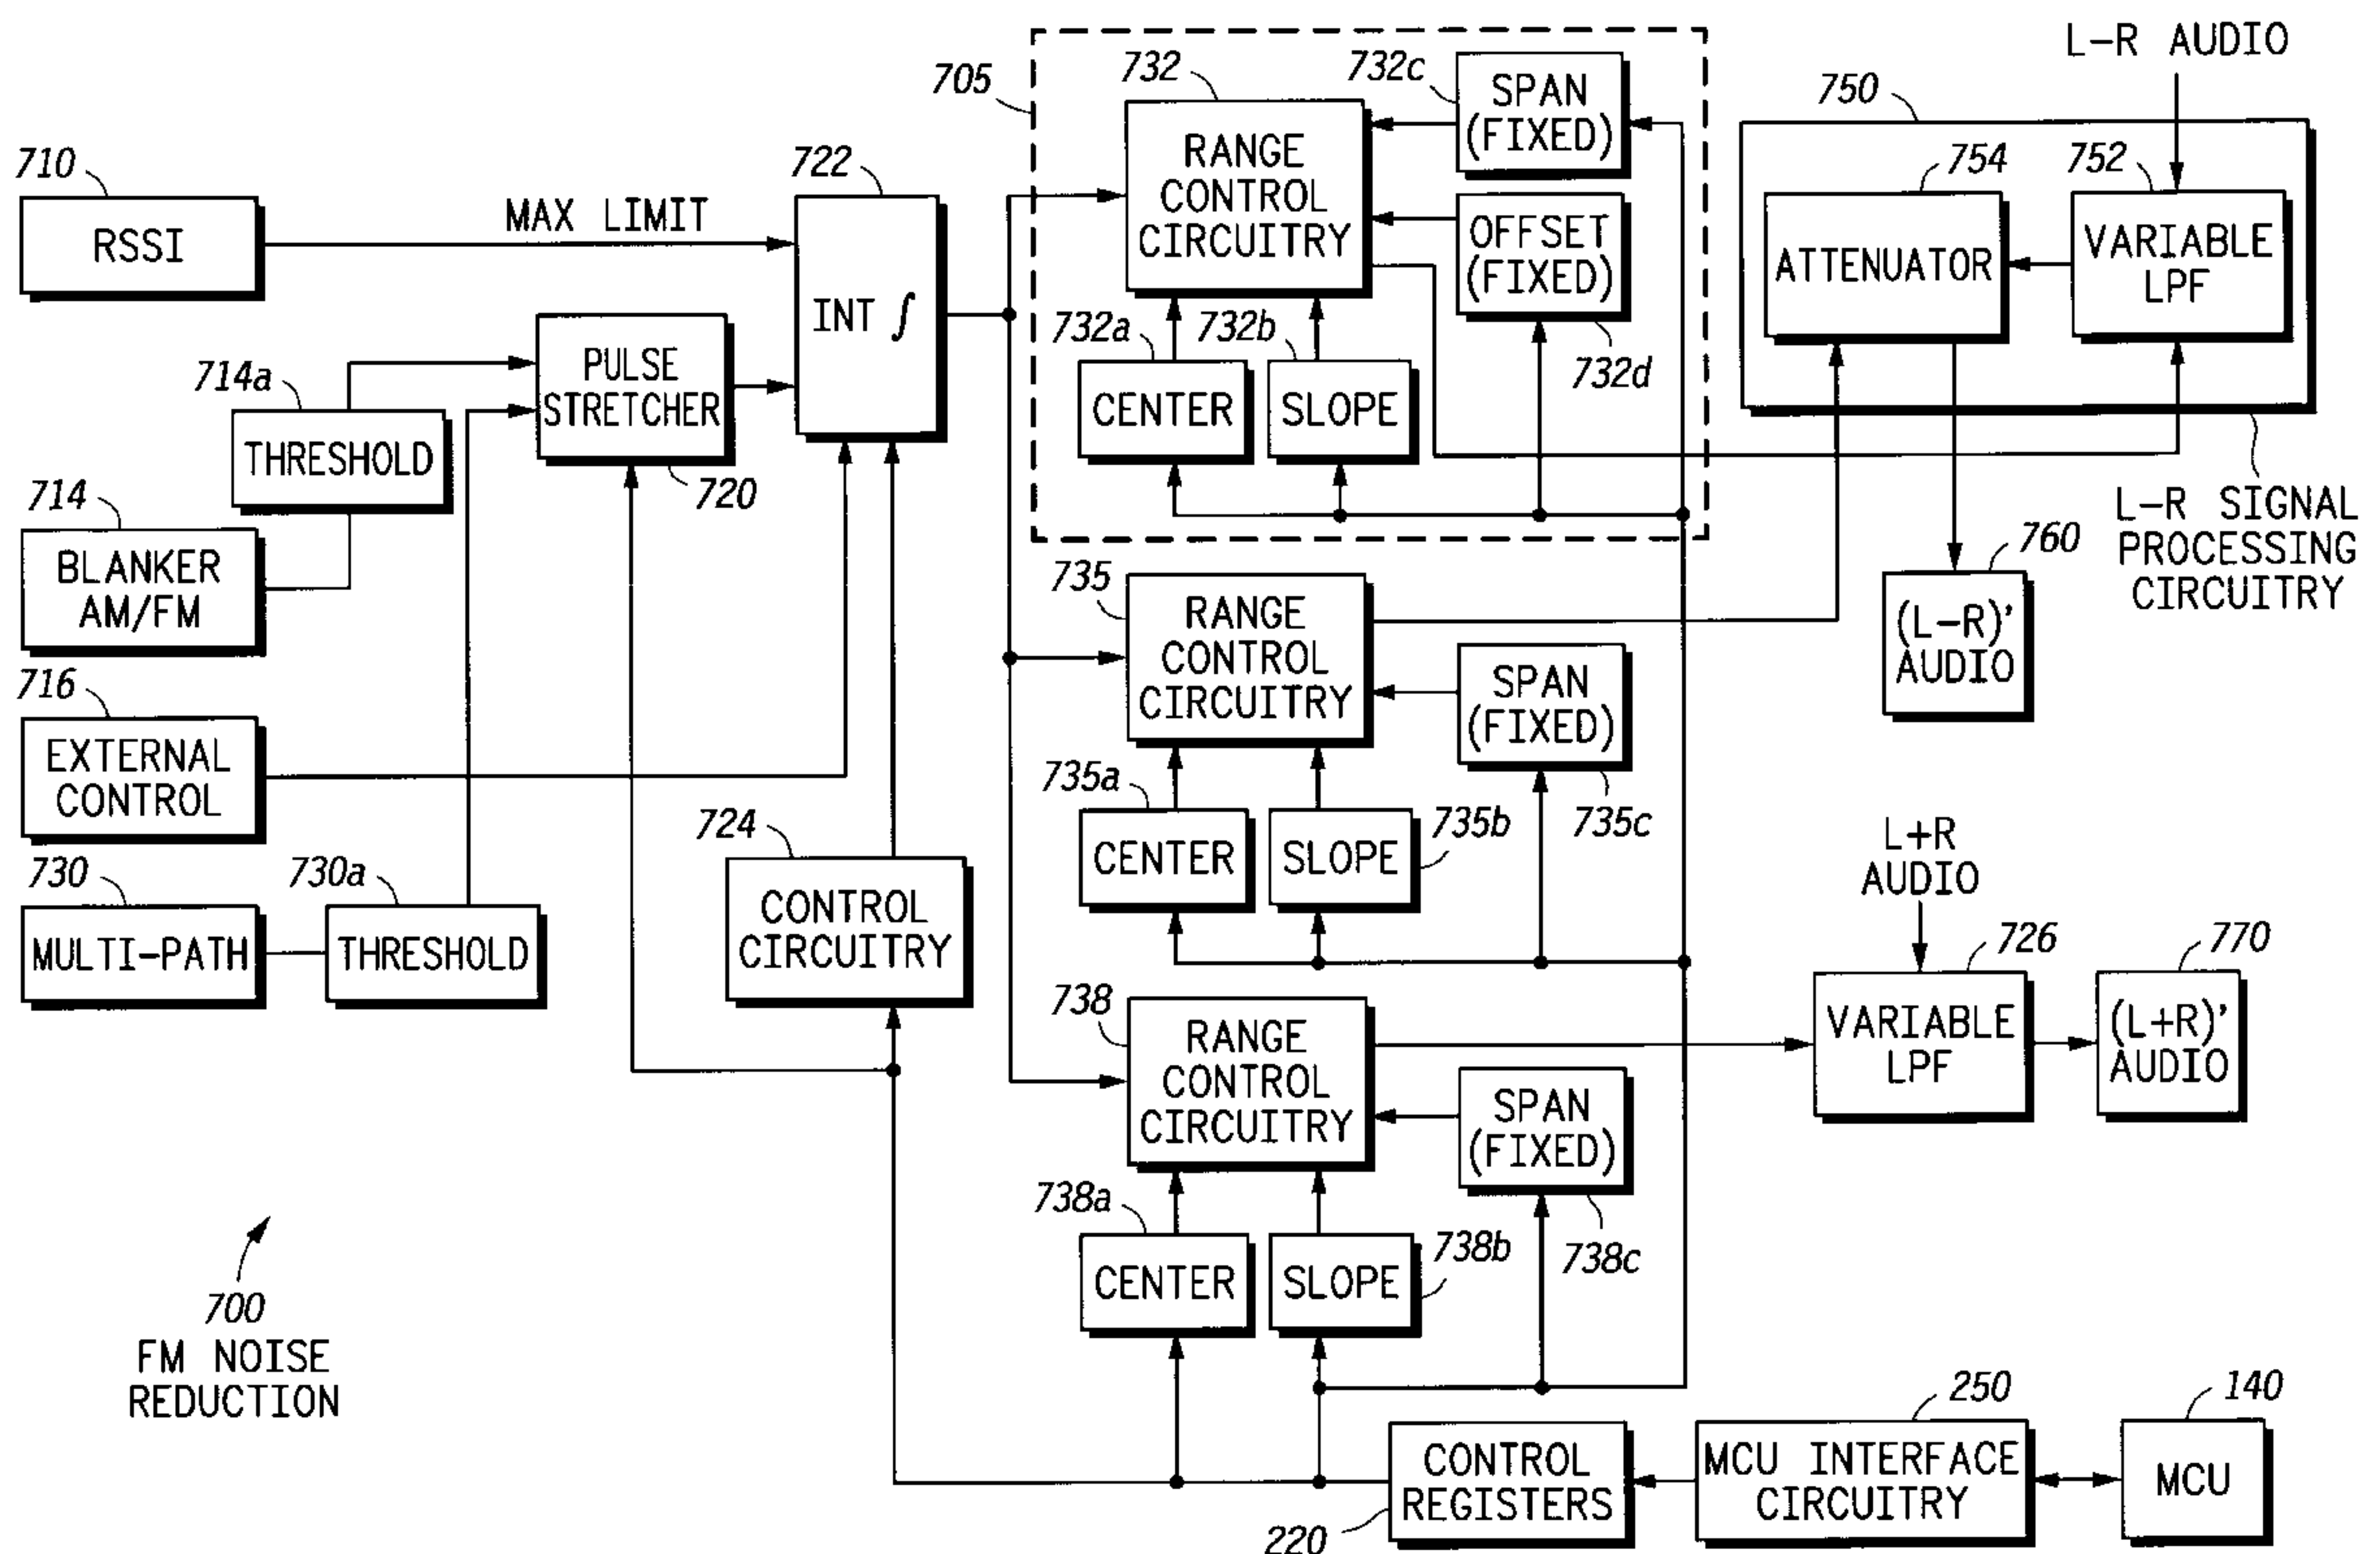 L-R AUDIO
705
732
732c
SPAN
(FIXED)
750
710
722
RANGE
CONTROL
CIRCUITRY
754
752
RSSI
MAX LIMIT
INT ∫
OFFSET
(FIXED)
ATTENUATOR
VARIABLE
LPF
714a
PULSE
STRETCHER
732a
732b
732d
THRESHOLD
CENTER
SLOPE
714
720
L-R SIGNAL
PROCESSING
CIRCUITRY
BLANKER
AM/FM
735
RANGE
CONTROL
CIRCUITRY
760
(L-R)'
AUDIO
716
SPAN
(FIXED)
EXTERNAL
CONTROL
735a
735b
735c
724
CENTER
SLOPE
L+R
AUDIO
730
730a
CONTROL
CIRCUITRY
MULTI-PATH
THRESHOLD
726
770
738
RANGE
CONTROL
CIRCUITRY
VARIABLE
LPF
(L+R)'
AUDIO
SPAN
(FIXED)
738a
738b
738c
CENTER
SLOPE
700
FM NOISE
REDUCTION
250
140
CONTROL
REGISTERS
MCU INTERFACE
CIRCUITRY
MCU
220